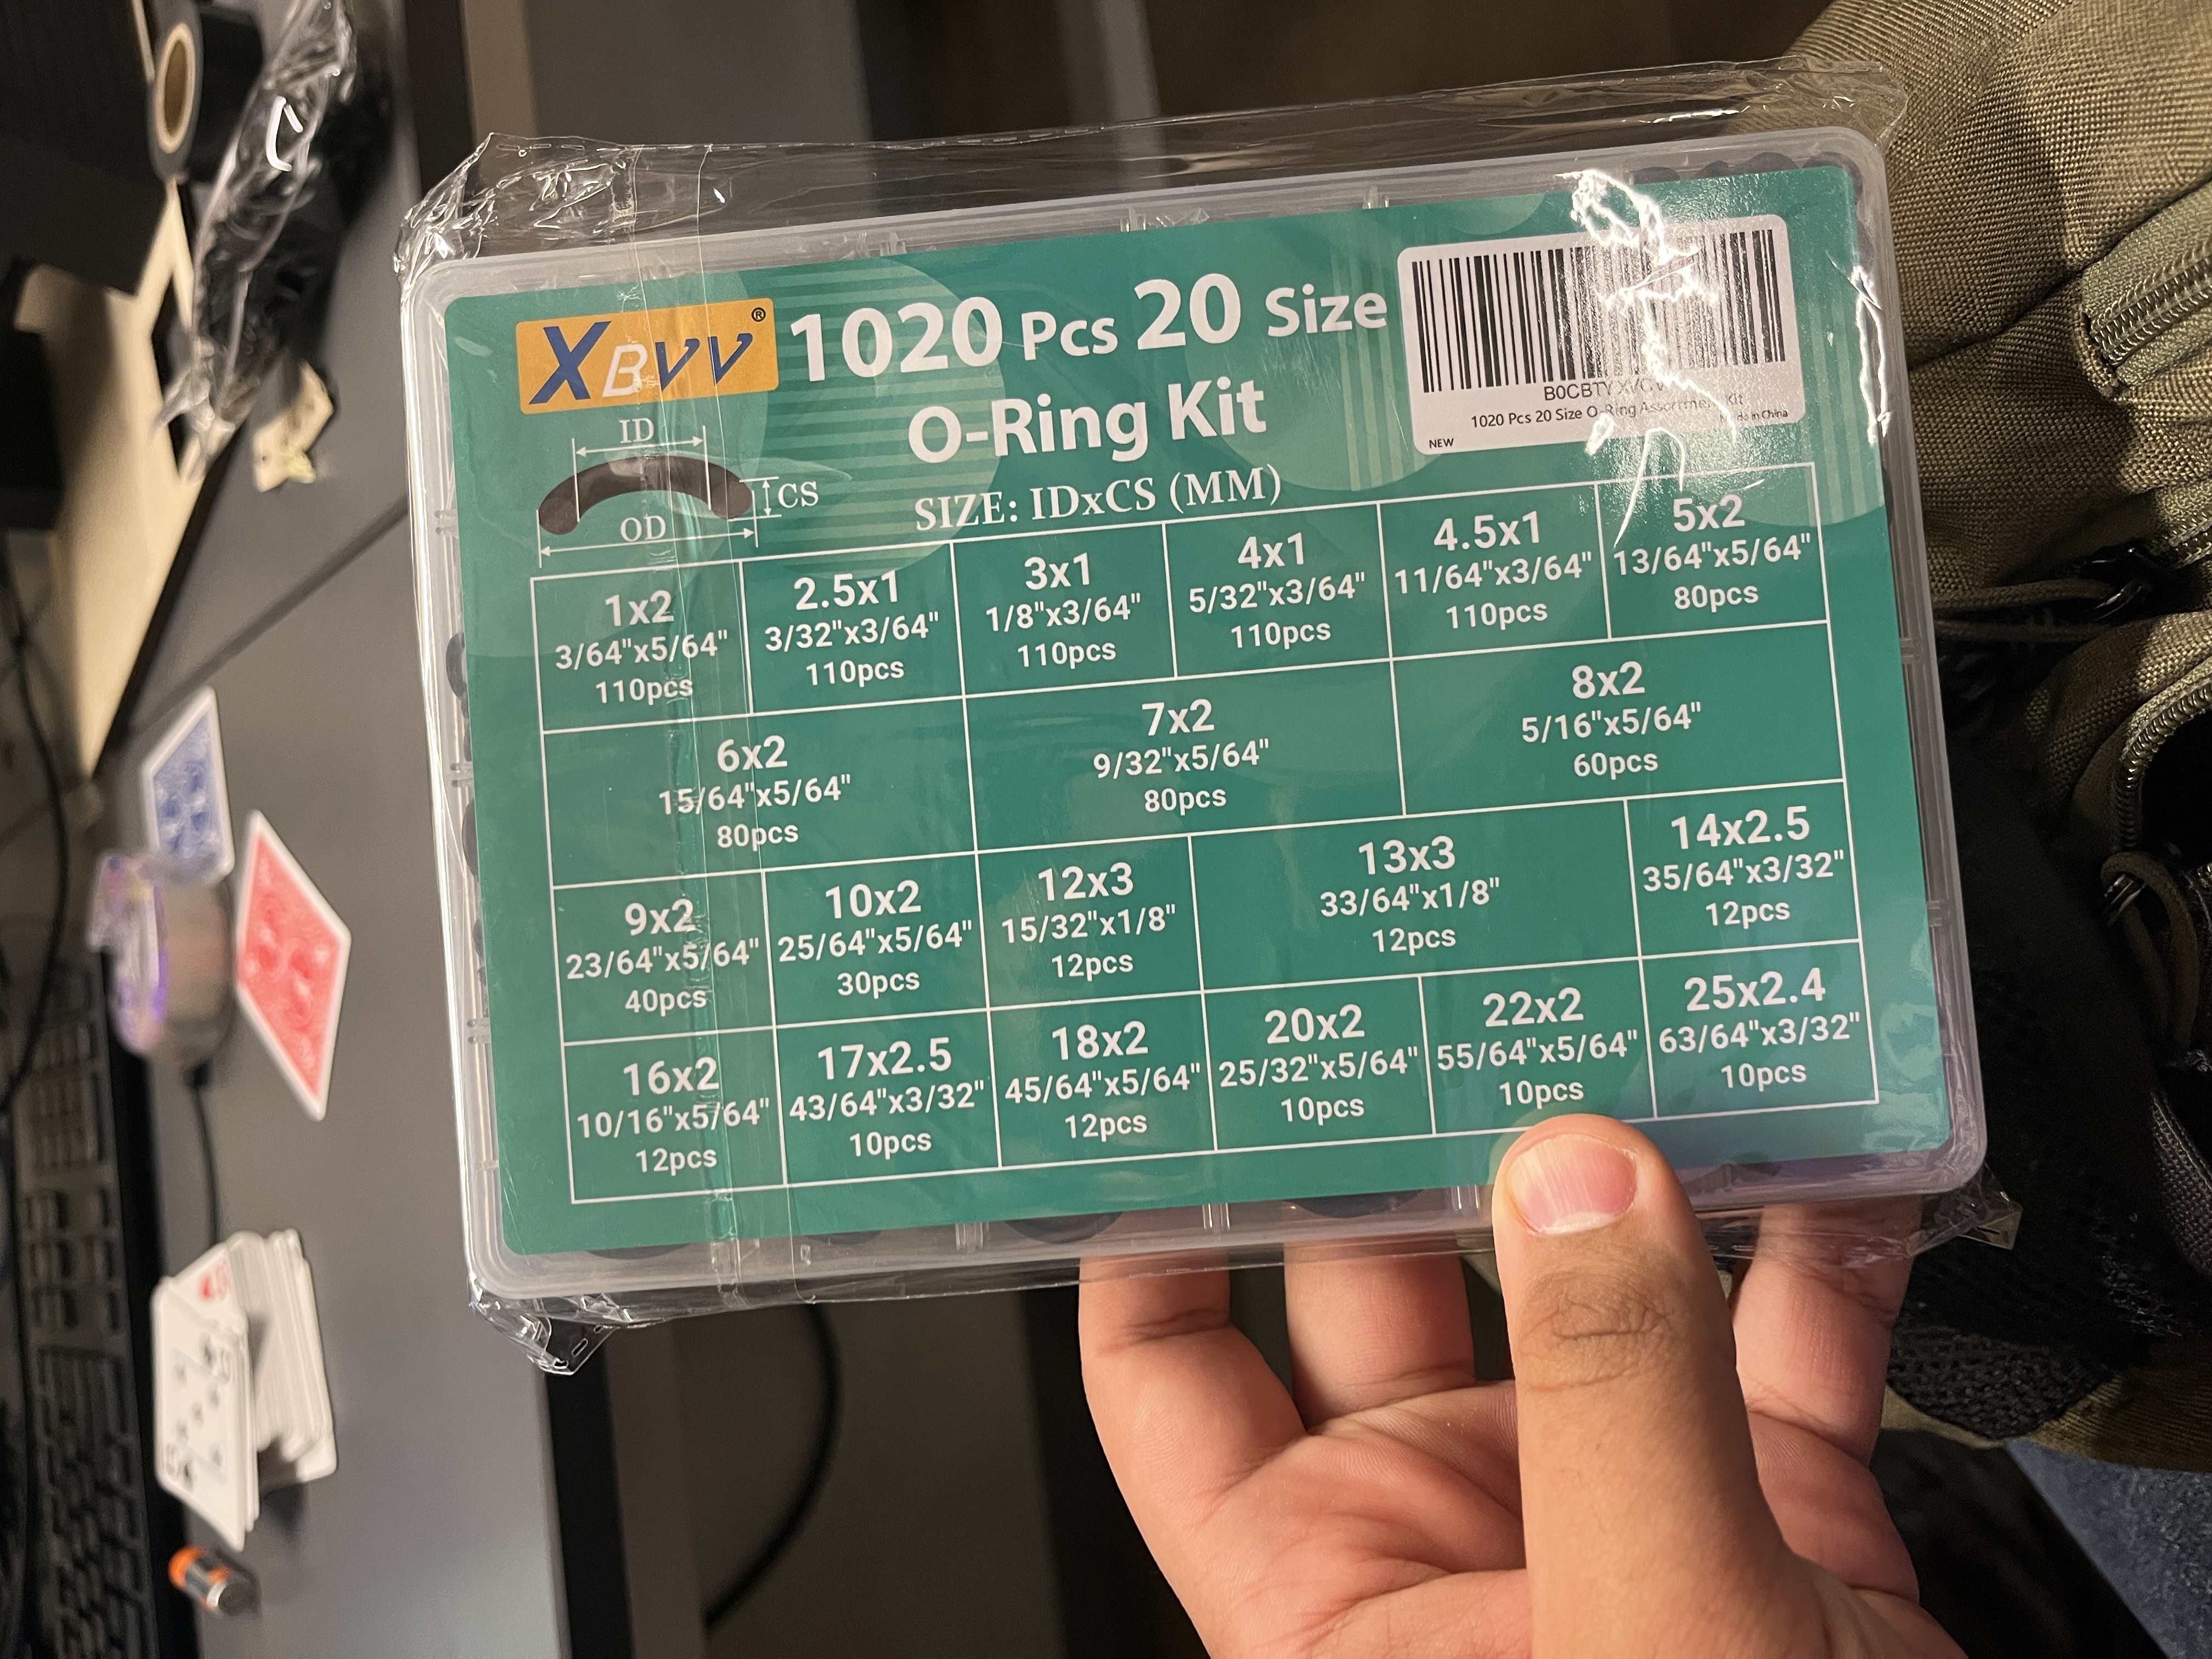 XBVV®
1020 Pcs 20 Size
O-Ring Kit
SIZE: IDxCS (MM)
ID
CS
OD
1020 Pcs 20 Size O-Ring Assortment Kit
NEW
Made in China
1x2
3/64"x5/64"
110pcs
2.5x1
3/32"x3/64"
110pcs
3x1
1/8"x3/64"
110pcs
4x1
5/32"x3/64"
110pcs
4.5x1
11/64"x3/64"
110pcs
5x2
13/64"x5/64"
80pcs
6x2
15/64"x5/64"
80pcs
7x2
9/32"x5/64"
80pcs
8x2
5/16"x5/64"
60pcs
9x2
23/64"x5/64"
40pcs
10x2
25/64"x5/64"
30pcs
12x3
15/32"x1/8"
12pcs
13x3
33/64"x1/8"
12pcs
14x2.5
35/64"x3/32"
12pcs
16x2
10/16"x5/64"
12pcs
17x2.5
43/64"x3/32"
10pcs
18x2
45/64"x5/64"
12pcs
20x2
25/32"x5/64"
10pcs
22x2
55/64"x5/64"
10pcs
25x2.4
63/64"x3/32"
10pcs